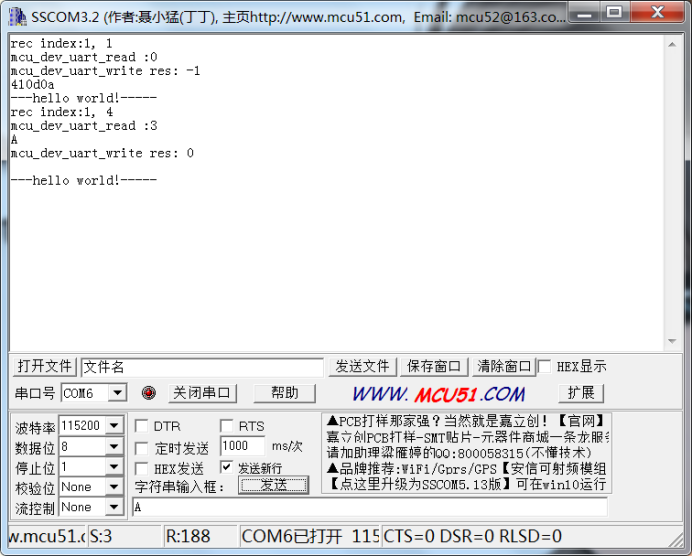 SSCOM3.2 (作者:聂小猛(丁丁), 主页http://www.mcu51.com, Email: mcu52@163.co...
rec index:1, 1
mcu_dev_uart_read :0
mcu_dev_uart_write res: -1
410d0a
---hello world!-----
rec index:1, 4
mcu_dev_uart_read :3
A
mcu_dev_uart_write res: 0
---hello world!-----
打开文件 文件名 发送文件 保存窗口 清除窗口 HEX显示
串口号 COM6 关闭串口 帮助 WWW. MCU51.COM 扩展
波特率 115200 DTR RTS
数据位 8 定时发送 1000 ms/次
停止位 1 HEX发送 发送新行
校验位 None 字符串输入框: 发送
流控制 None A
▲PCB打样那家强？当然就是嘉立创！【官网】
嘉立创PCB打样-SMT贴片-元器件商城一条龙服务
请加助理梁雁婷的QQ:800058315(不懂技术)
▲品牌推荐:WiFi/Gprs/GPS【安信可射频模组
【点这里升级为SSCOM5.13版】可在win10运行
w.mcu51.c S:3 R:188 COM6已打开 115 CTS=0 DSR=0 RLSD=0